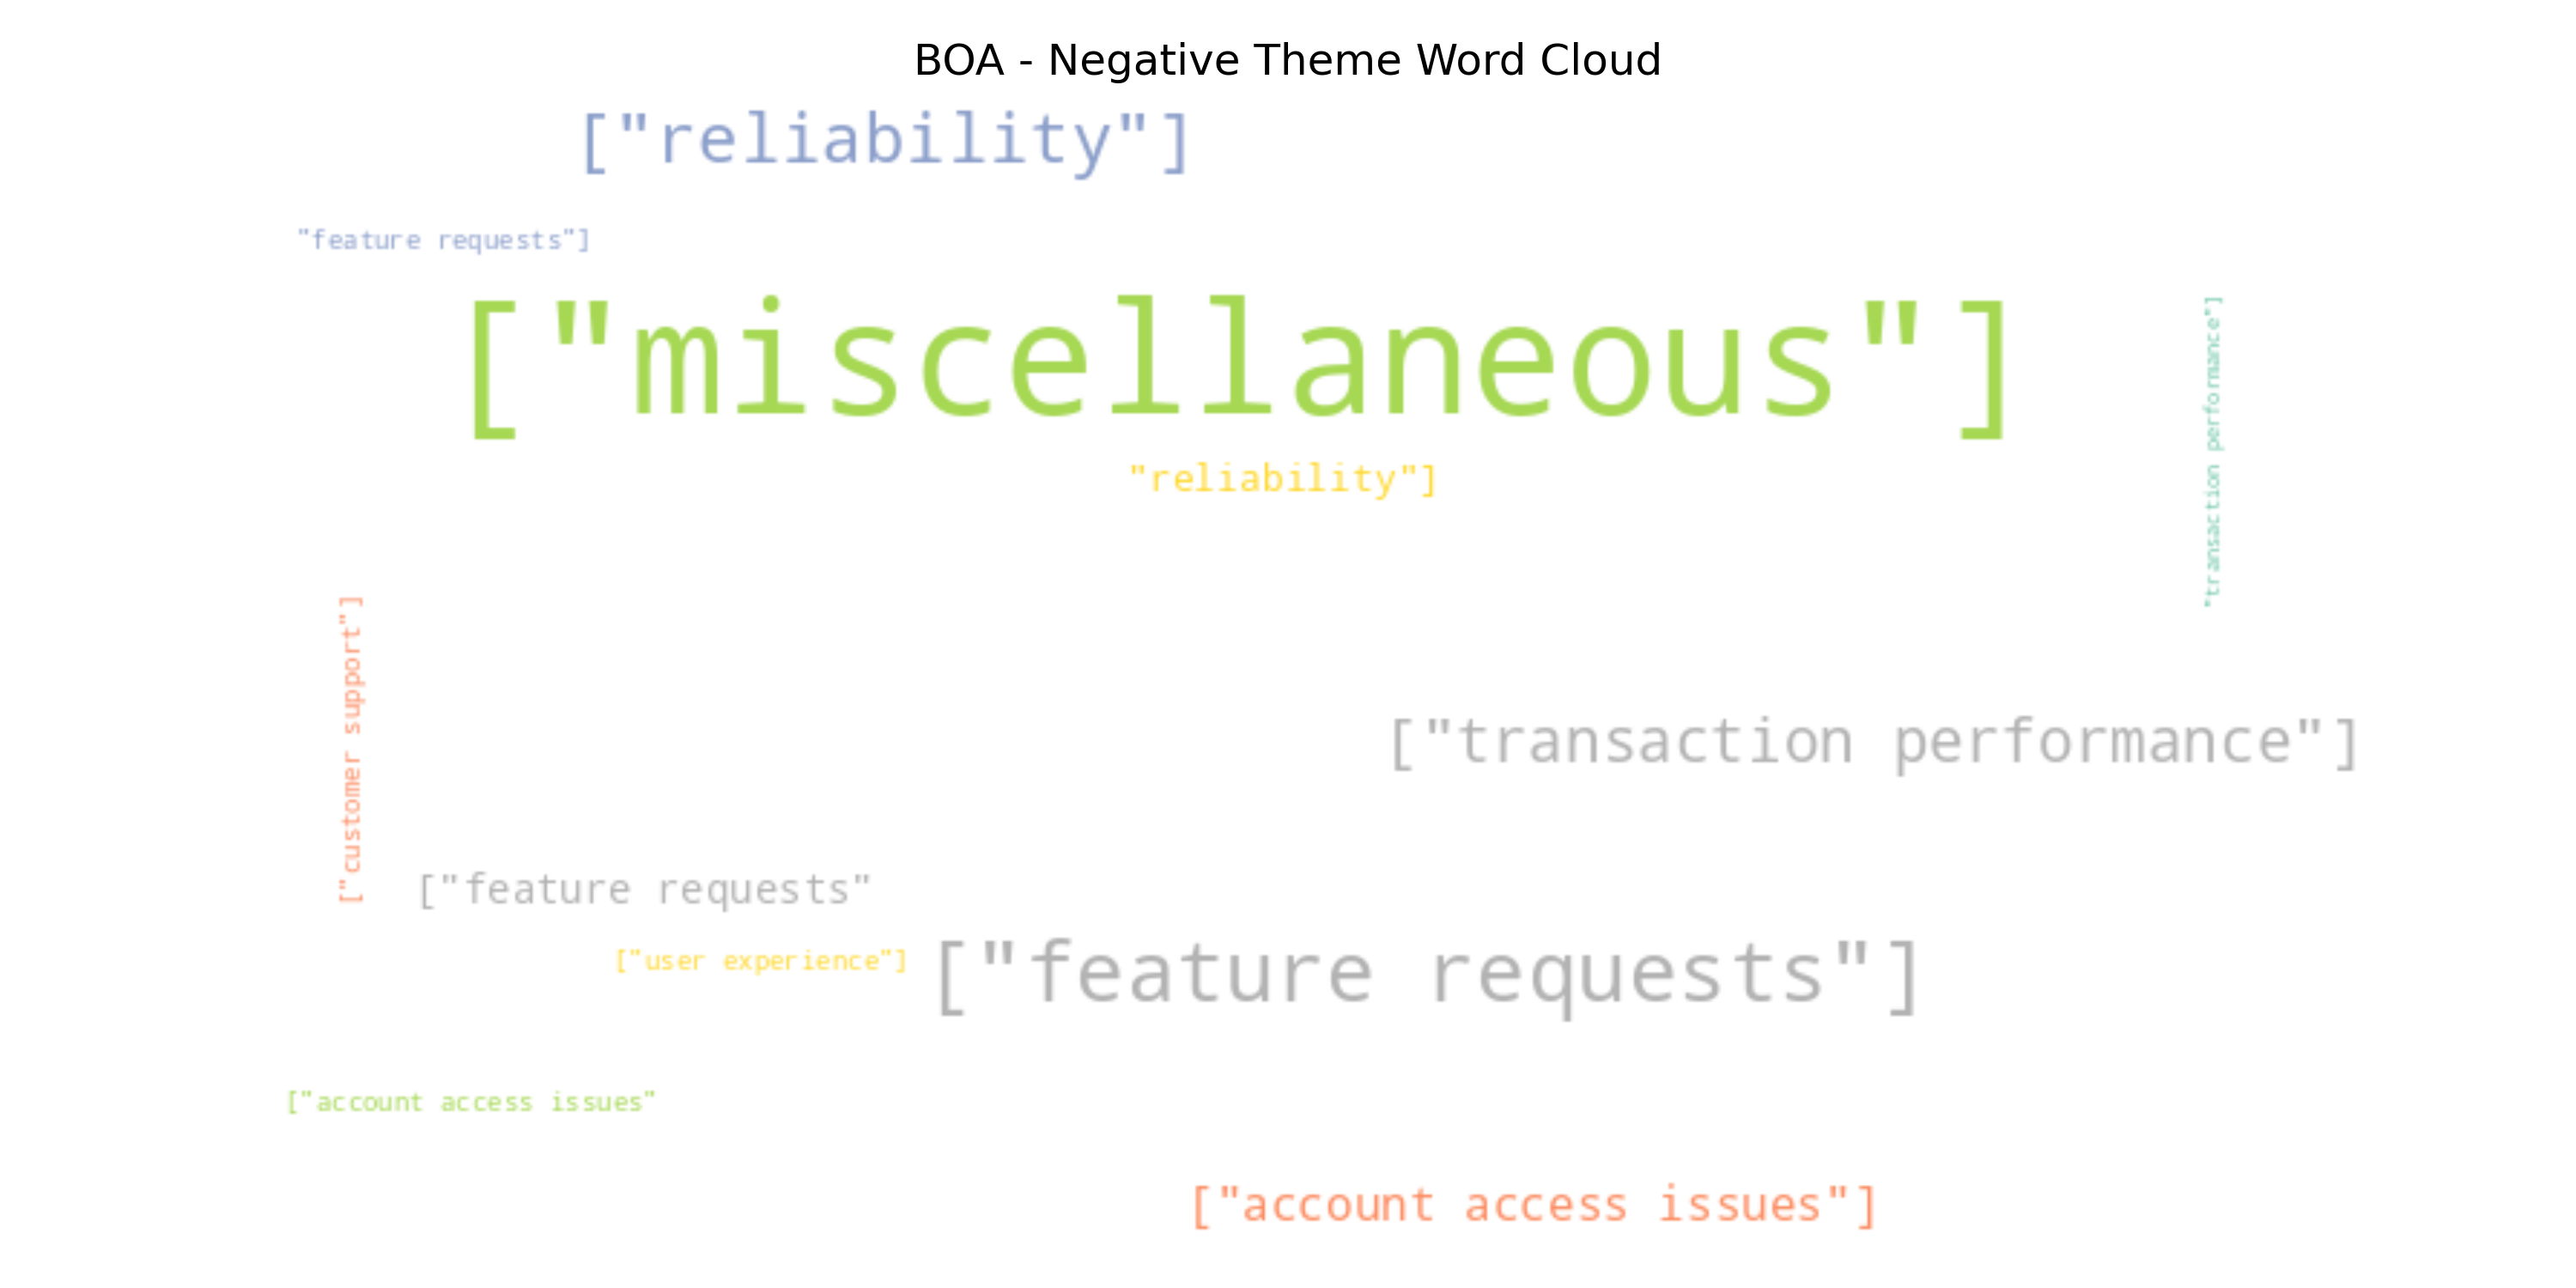 BOA - Negative Theme Word Cloud
["reliability"]
"feature requests"]
["miscellaneous"]
"transaction performance"]
"reliability"]
["customer support"]
["transaction performance"]
["feature requests"
["user experience"]
["feature requests"]
["account access issues"
["account access issues"]